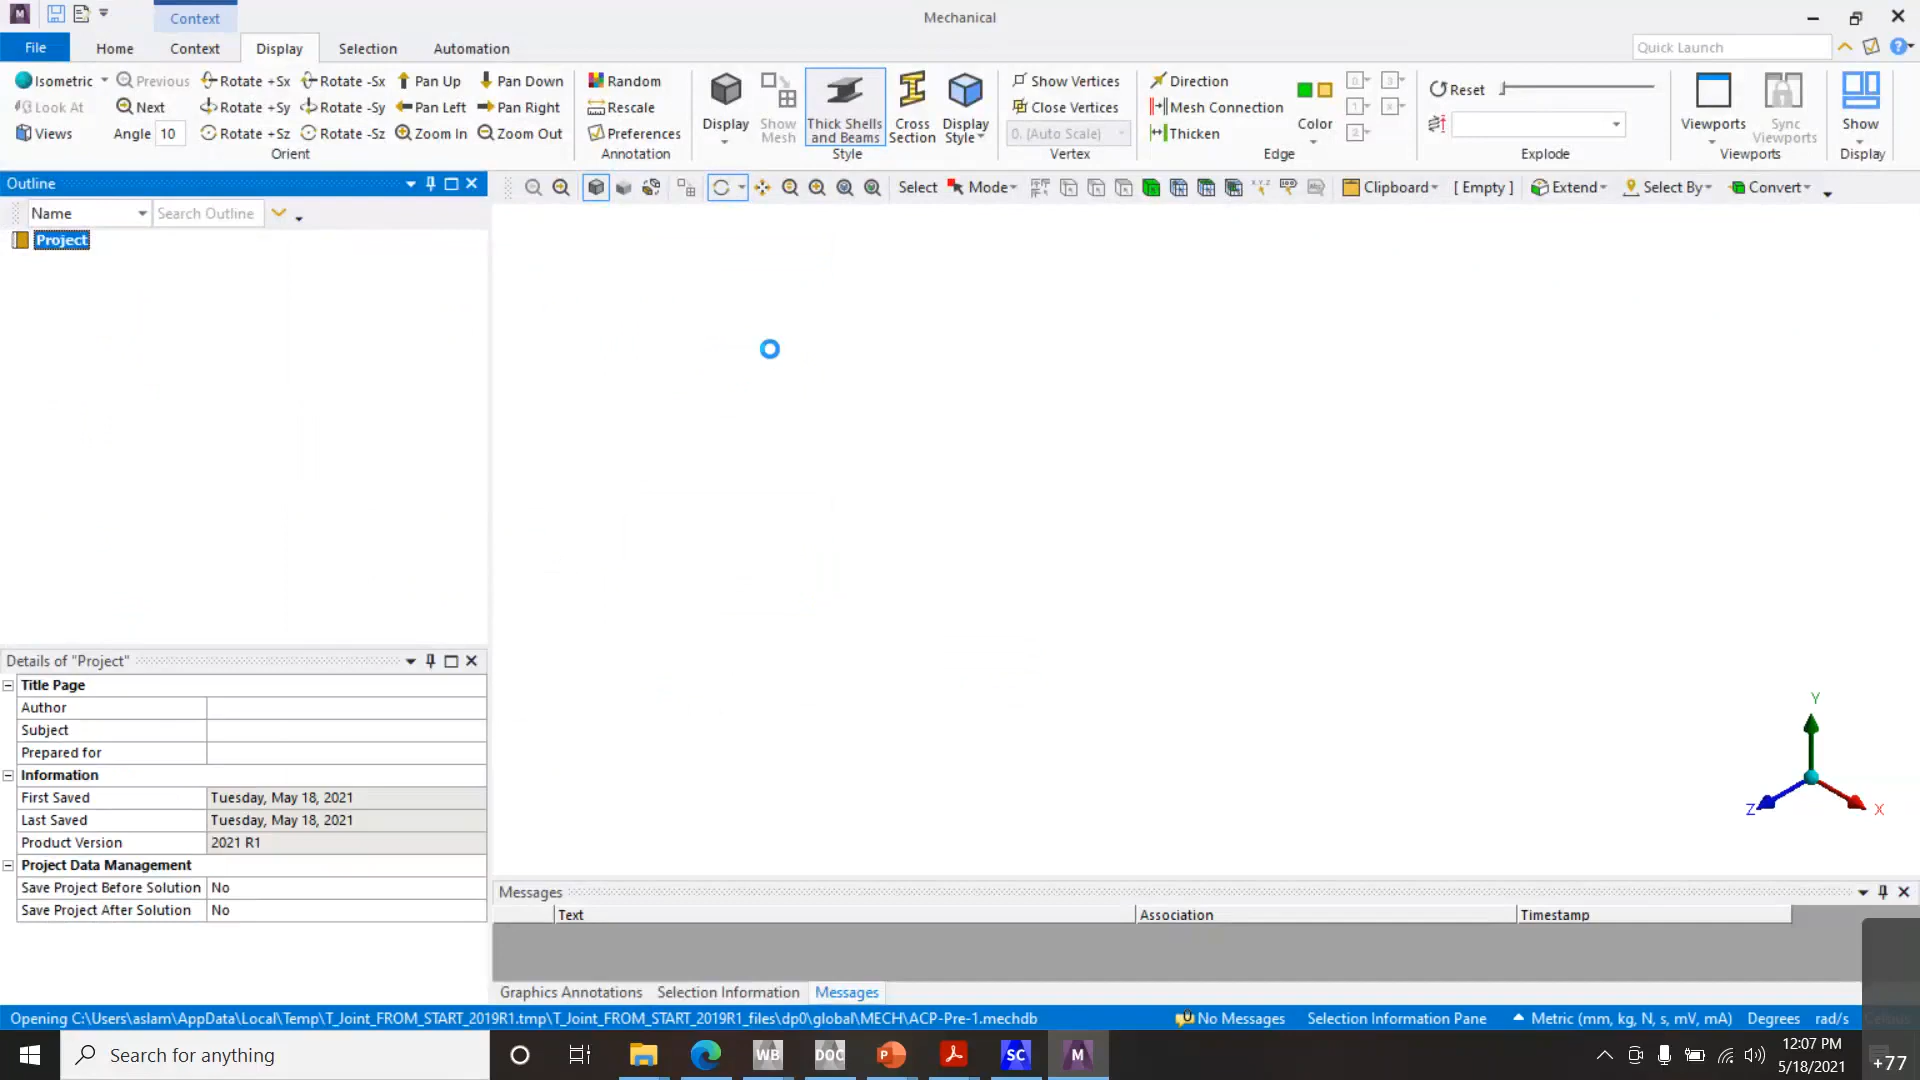 Context
Mechanical
File Home Context Display Selection Automation
Quick Launch
Isometric Previous Rotate +Sx Rotate -Sx Pan Up Pan Down
Look At Next Rotate +Sy Rotate -Sy Pan Left Pan Right
Views Angle 10 Rotate +Sz Rotate -Sz Zoom In Zoom Out
Orient
Random
Rescale
Preferences
Annotation
Display
Show Mesh
Thick Shells and Beams
Cross Section
Display Style
Style
Show Vertices
Close Vertices
0. (Auto Scale)
Vertex
Direction
Mesh Connection
Thicken
Color
Edge
Reset
Explode
Viewports
Sync Viewports
Viewports
Show
Display
Outline
Select Mode Clipboard [ Empty ] Extend Select By Convert
Name Search Outline
Project
Details of "Project"
Title Page
Author
Subject
Prepared for
Information
First Saved Tuesday, May 18, 2021
Last Saved Tuesday, May 18, 2021
Product Version 2021 R1
Project Data Management
Save Project Before Solution No
Save Project After Solution No
Y
Z X
Messages
Text Association Timestamp
Graphics Annotations Selection Information Messages
Opening C:\Users\aslam\AppData\Local\Temp\T_Joint_FROM_START_2019R1.tmp\T_Joint_FROM_START_2019R1_files\dp0\global\MECH\ACP-Pre-1.mechdb No Messages Selection Information Pane Metric (mm, kg, N, s, mV, mA) Degrees rad/s
Search for anything
WB DOC P SC M
12:07 PM
5/18/2021
+77